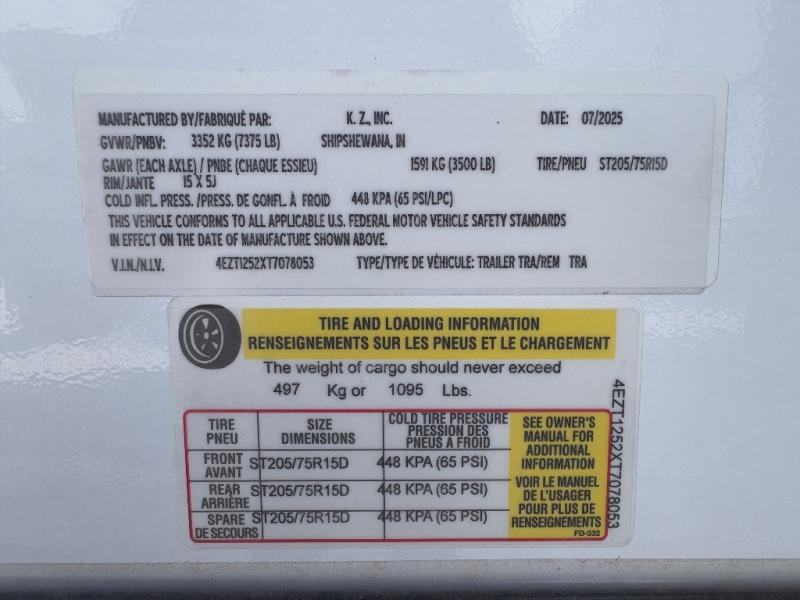 MANUFACTURED BY/FABRIQUÉ PAR: K. Z., INC. DATE: 07/2025
GVWR/PNBV: 3352 KG (7375 LB) SHIPSHEWANA, IN
GAWR (EACH AXLE) / PNBE (CHAQUE ESSIEU) 1591 KG (3500 LB) TIRE/PNEU ST205/75R15D
RIM/JANTE 15 X 5J
COLD INFL. PRESS. /PRESS. DE GONFL. À FROID 448 KPA (65 PSI/LPC)
THIS VEHICLE CONFORMS TO ALL APPLICABLE U.S. FEDERAL MOTOR VEHICLE SAFETY STANDARDS
IN EFFECT ON THE DATE OF MANUFACTURE SHOWN ABOVE.
V.I.N./N.I.V. 4EZT1252XT7078053 TYPE/TYPE DE VÉHICULE: TRAILER TRA/REM TRA
TIRE AND LOADING INFORMATION
RENSEIGNEMENTS SUR LES PNEUS ET LE CHARGEMENT
The weight of cargo should never exceed
497 Kg or 1095 Lbs.
TIRE
PNEU
SIZE
DIMENSIONS
COLD TIRE PRESSURE
PRESSION DES
PNEUS À FROID
FRONT
AVANT
ST205/75R15D 448 KPA (65 PSI)
REAR
ARRIÈRE
ST205/75R15D 448 KPA (65 PSI)
SPARE
DE SECOURS
ST205/75R15D 448 KPA (65 PSI)
SEE OWNER'S
MANUAL FOR
ADDITIONAL
INFORMATION
VOIR LE MANUEL
DE L'USAGER
POUR PLUS DE
RENSEIGNEMENTS
FD-332
4EZT1252XT7078053